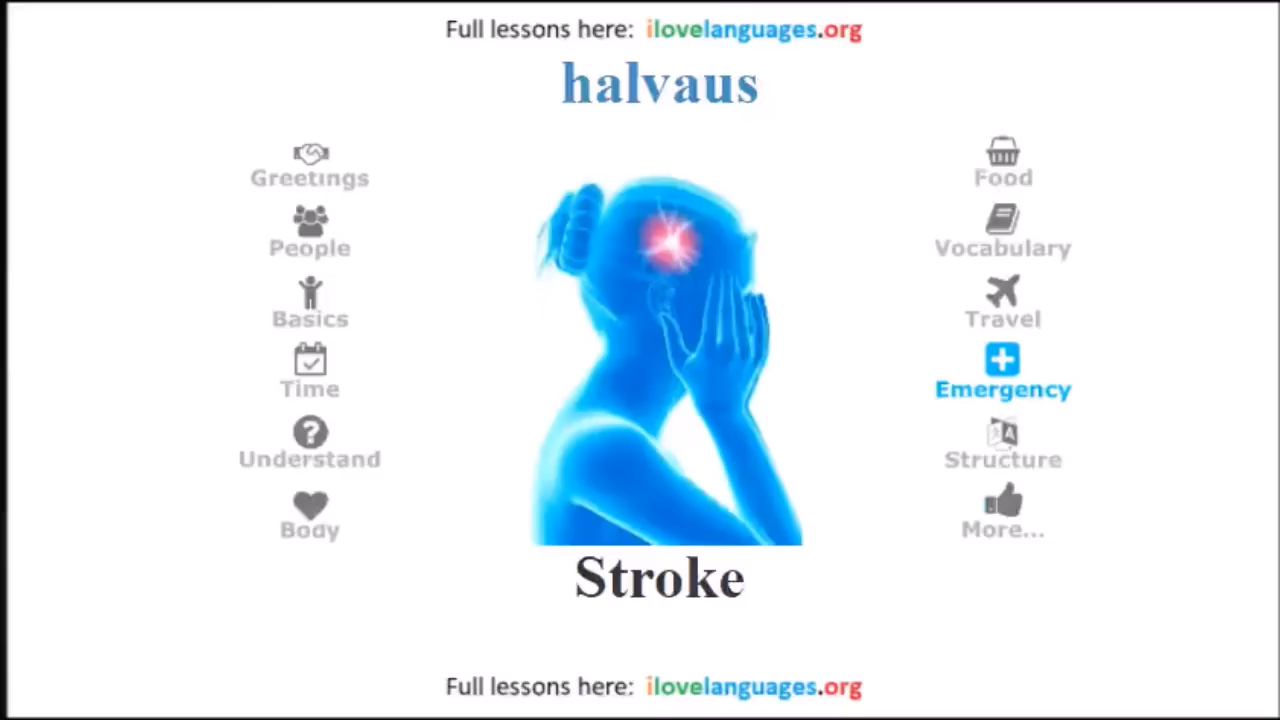 Full lessons here: ilovelanguages.org
halvaus
Greetings
People
Basics
Time
Understand
Body
Food
Vocabulary
Travel
Emergency
Structure
More...
Stroke
Full lessons here: ilovelanguages.org